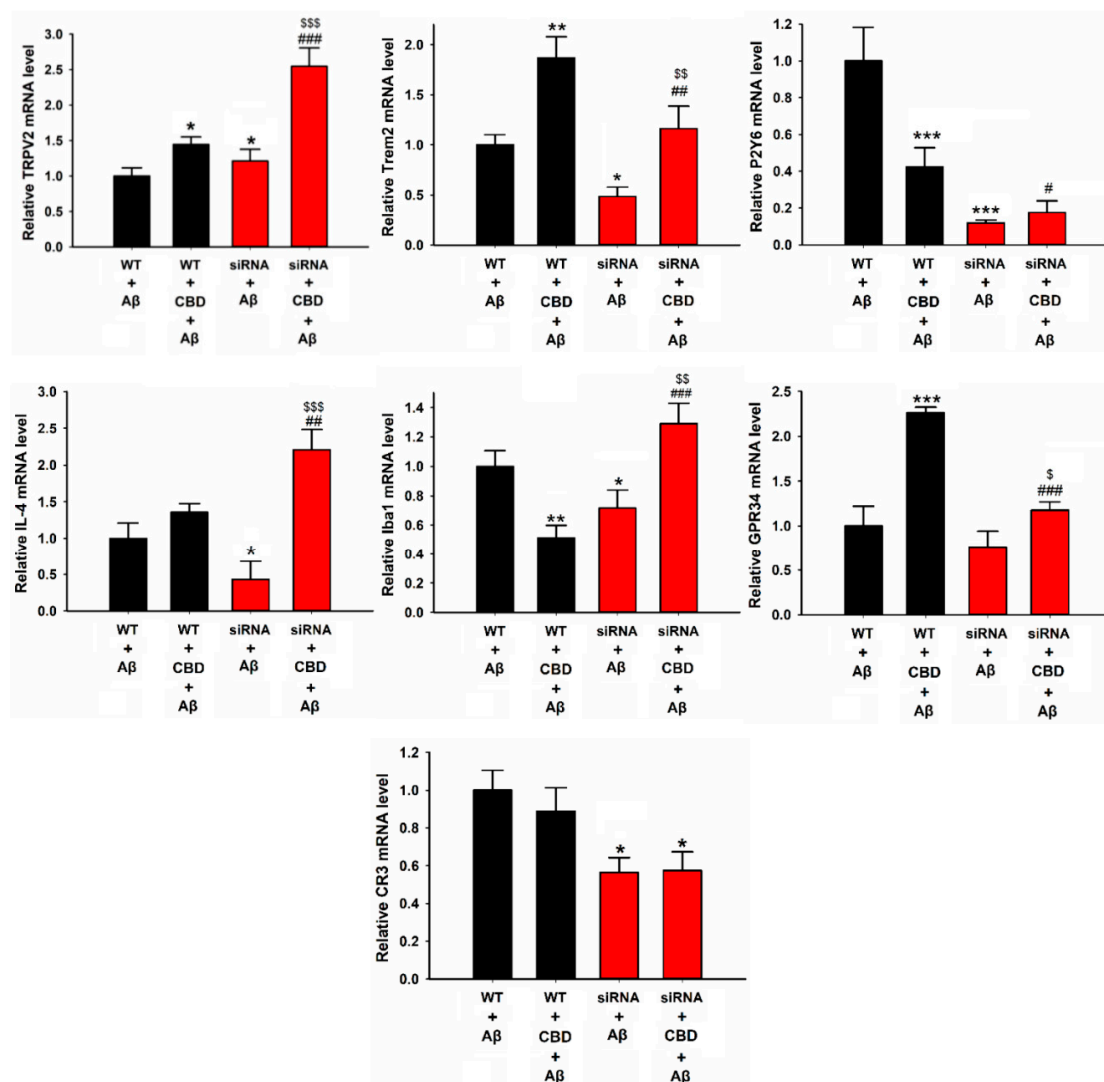 Relative TRPV2 mRNA level
3.0
2.5
2.0
1.5
1.0
0.5
0.0
*
*
$$$
###
WT + Aβ
WT + CBD + Aβ
siRNA + Aβ
siRNA + CBD + Aβ
Relative Trem2 mRNA level
2.0
1.5
1.0
0.5
0.0
**
*
$$
##
WT + Aβ
WT + CBD + Aβ
siRNA + Aβ
siRNA + CBD + Aβ
Relative P2Y6 mRNA level
1.2
1.0
0.8
0.6
0.4
0.2
0.0
***
***
#
WT + Aβ
WT + CBD + Aβ
siRNA + Aβ
siRNA + CBD + Aβ
Relative IL-4 mRNA level
3.0
2.5
2.0
1.5
1.0
0.5
0.0
*
$$$
##
WT + Aβ
WT + CBD + Aβ
siRNA + Aβ
siRNA + CBD + Aβ
Relative Iba1 mRNA level
1.4
1.2
1.0
0.8
0.6
0.4
0.2
0.0
**
*
$$
###
WT + Aβ
WT + CBD + Aβ
siRNA + Aβ
siRNA + CBD + Aβ
Relative GPR34 mRNA level
2.5
2.0
1.5
1.0
0.5
0.0
***
$
###
WT + Aβ
WT + CBD + Aβ
siRNA + Aβ
siRNA + CBD + Aβ
Relative CR3 mRNA level
1.2
1.0
0.8
0.6
0.4
0.2
0.0
*
*
WT + Aβ
WT + CBD + Aβ
siRNA + Aβ
siRNA + CBD + Aβ